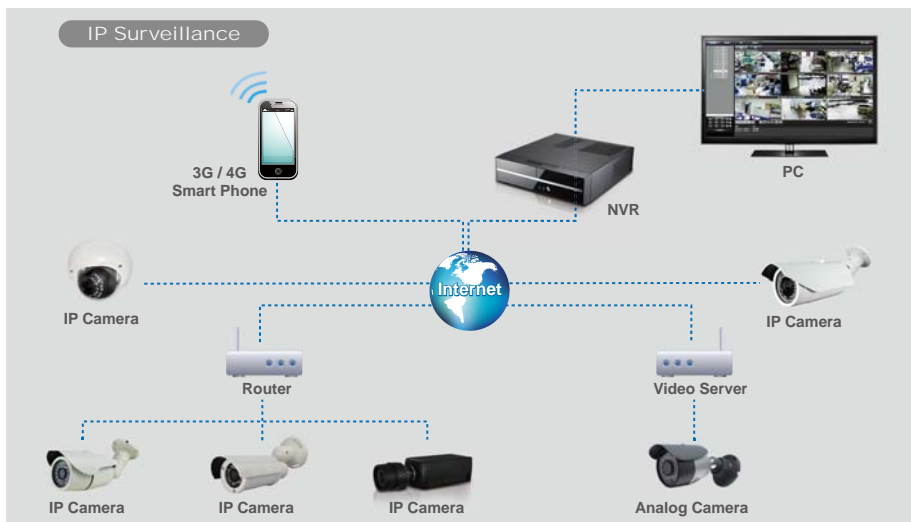 IP Surveillance
3G / 4G
Smart Phone
NVR
PC
IP Camera
Internet
IP Camera
Router
Video Server
IP Camera
IP Camera
IP Camera
Analog Camera